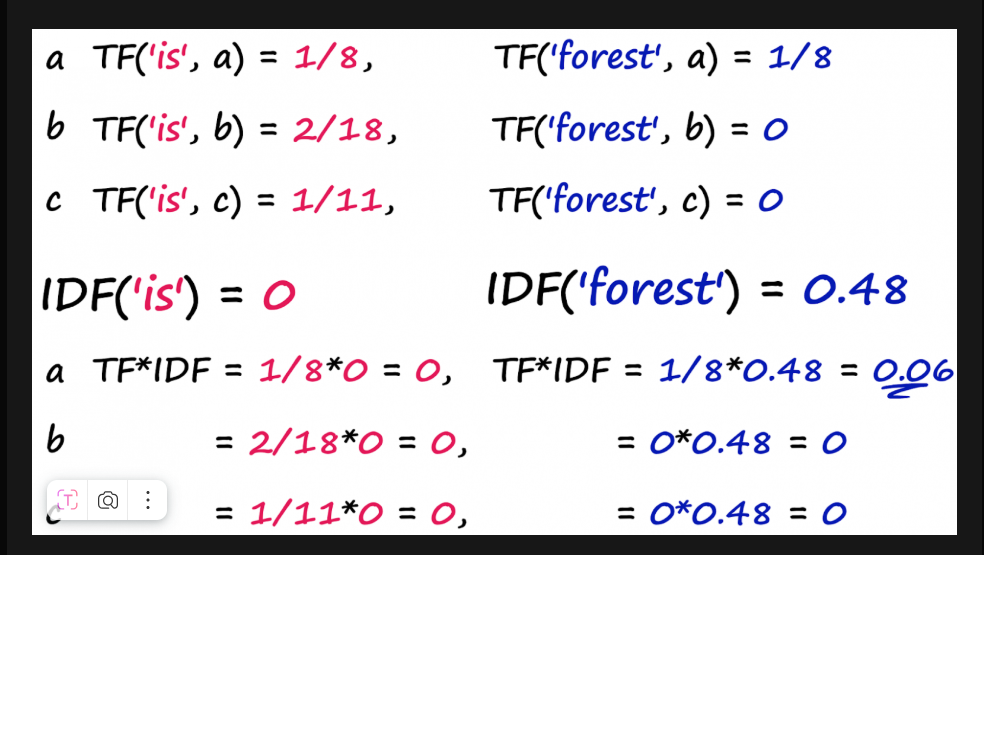 a TF('is', a) = 1/8, TF('forest', a) = 1/8
b TF('is', b) = 2/18, TF('forest', b) = 0
c TF('is', c) = 1/11, TF('forest', c) = 0
IDF('is') = 0 IDF('forest') = 0.48
a TF*IDF = 1/8*0 = 0, TF*IDF = 1/8*0.48 = 0.06
b = 2/18*0 = 0, = 0*0.48 = 0
= 1/11*0 = 0, = 0*0.48 = 0